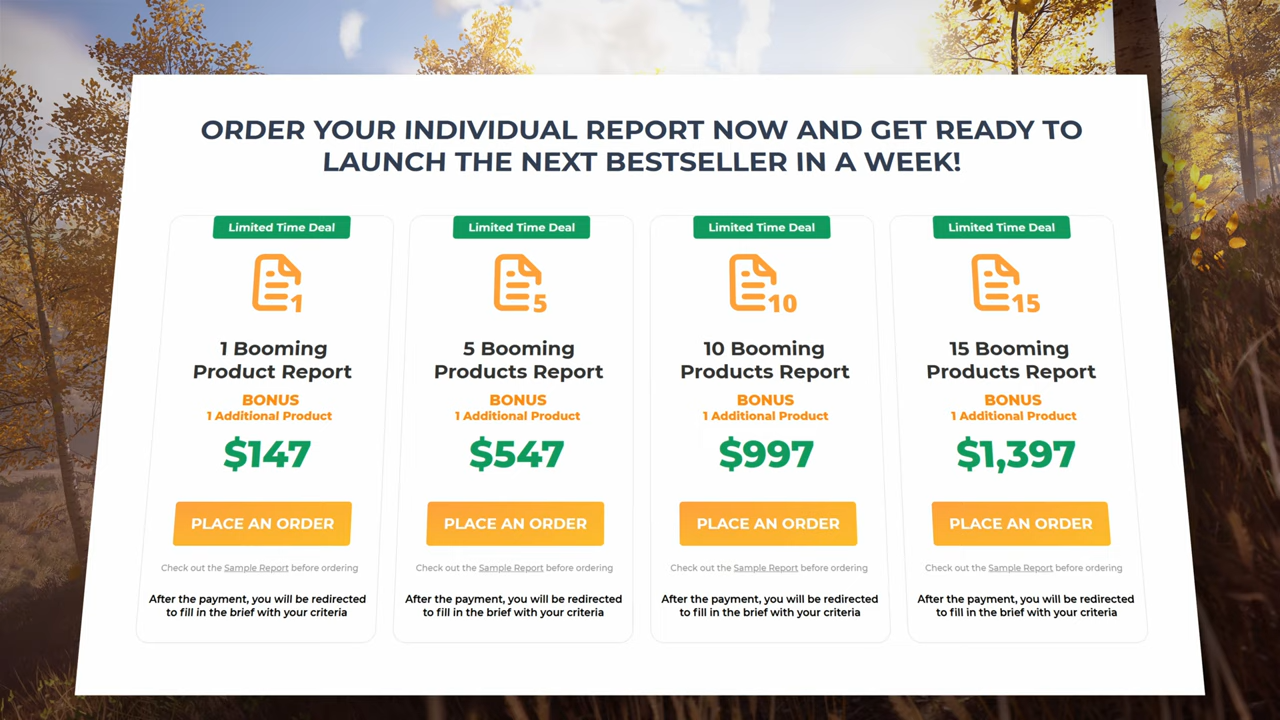 ORDER YOUR INDIVIDUAL REPORT NOW AND GET READY TO
LAUNCH THE NEXT BESTSELLER IN A WEEK!
Limited Time Deal
1
1 Booming
Product Report
BONUS
1 Additional Product
$147
PLACE AN ORDER
Check out the Sample Report before ordering
After the payment, you will be redirected
to fill in the brief with your criteria
Limited Time Deal
5
5 Booming
Products Report
BONUS
1 Additional Product
$547
PLACE AN ORDER
Check out the Sample Report before ordering
After the payment, you will be redirected
to fill in the brief with your criteria
Limited Time Deal
10
10 Booming
Products Report
BONUS
1 Additional Product
$997
PLACE AN ORDER
Check out the Sample Report before ordering
After the payment, you will be redirected
to fill in the brief with your criteria
Limited Time Deal
15
15 Booming
Products Report
BONUS
1 Additional Product
$1,397
PLACE AN ORDER
Check out the Sample Report before ordering
After the payment, you will be redirected
to fill in the brief with your criteria